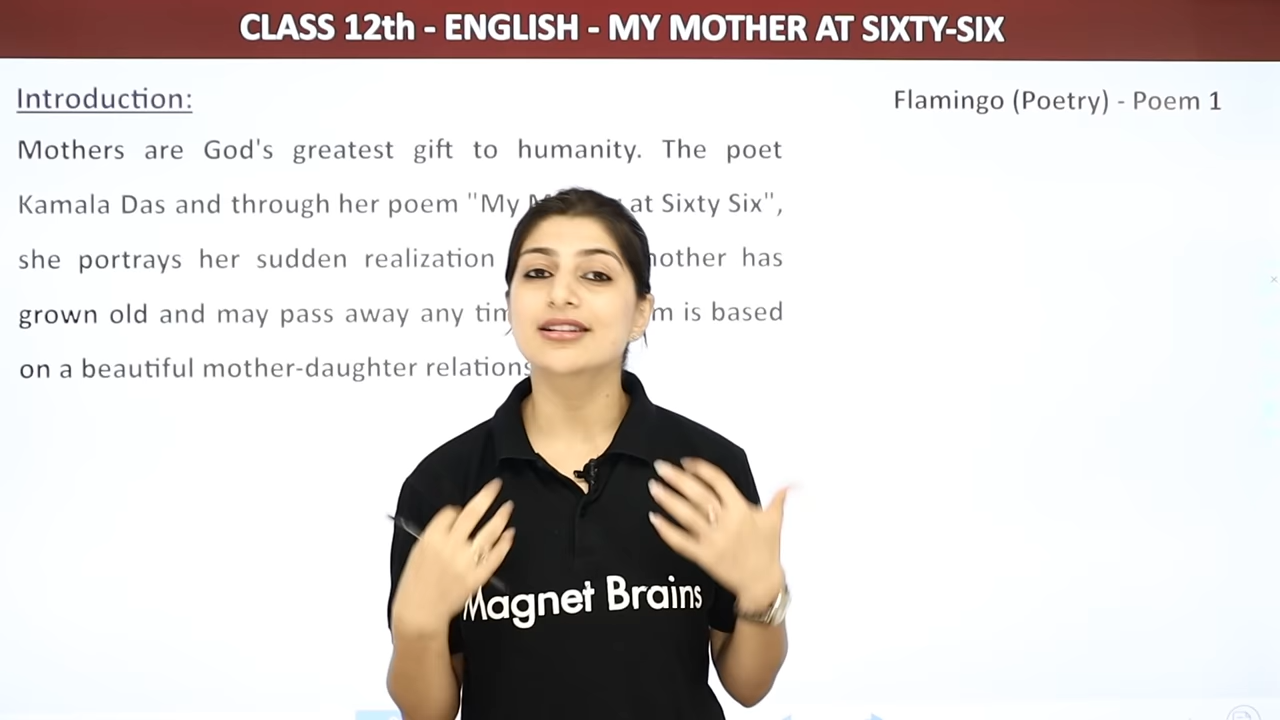 CLASS 12th - ENGLISH - MY MOTHER AT SIXTY-SIX
Introduction:
Flamingo (Poetry) - Poem 1
Mothers are God's greatest gift to humanity. The poet
Kamala Das and through her poem "My at Sixty Six",
she portrays her sudden realization has
grown old and may pass away any is based
on a beautiful mother-daughter
Magnet Brains